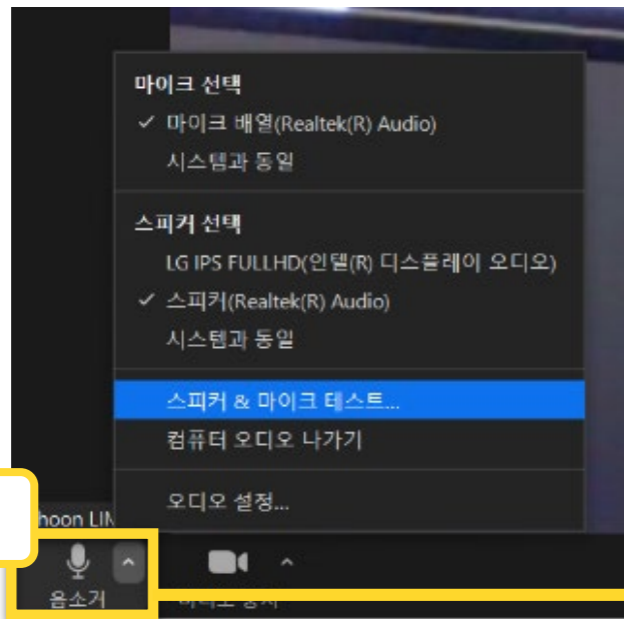 마이크 선택
✓ 마이크 배열(Realtek(R) Audio)
시스템과 동일
스피커 선택
LG IPS FULLHD(인텔(R) 디스플레이 오디오)
✓ 스피커(Realtek(R) Audio)
시스템과 동일
스피커 & 마이크 테스트...
컴퓨터 오디오 나가기
오디오 설정...
hoon LIN
음소거